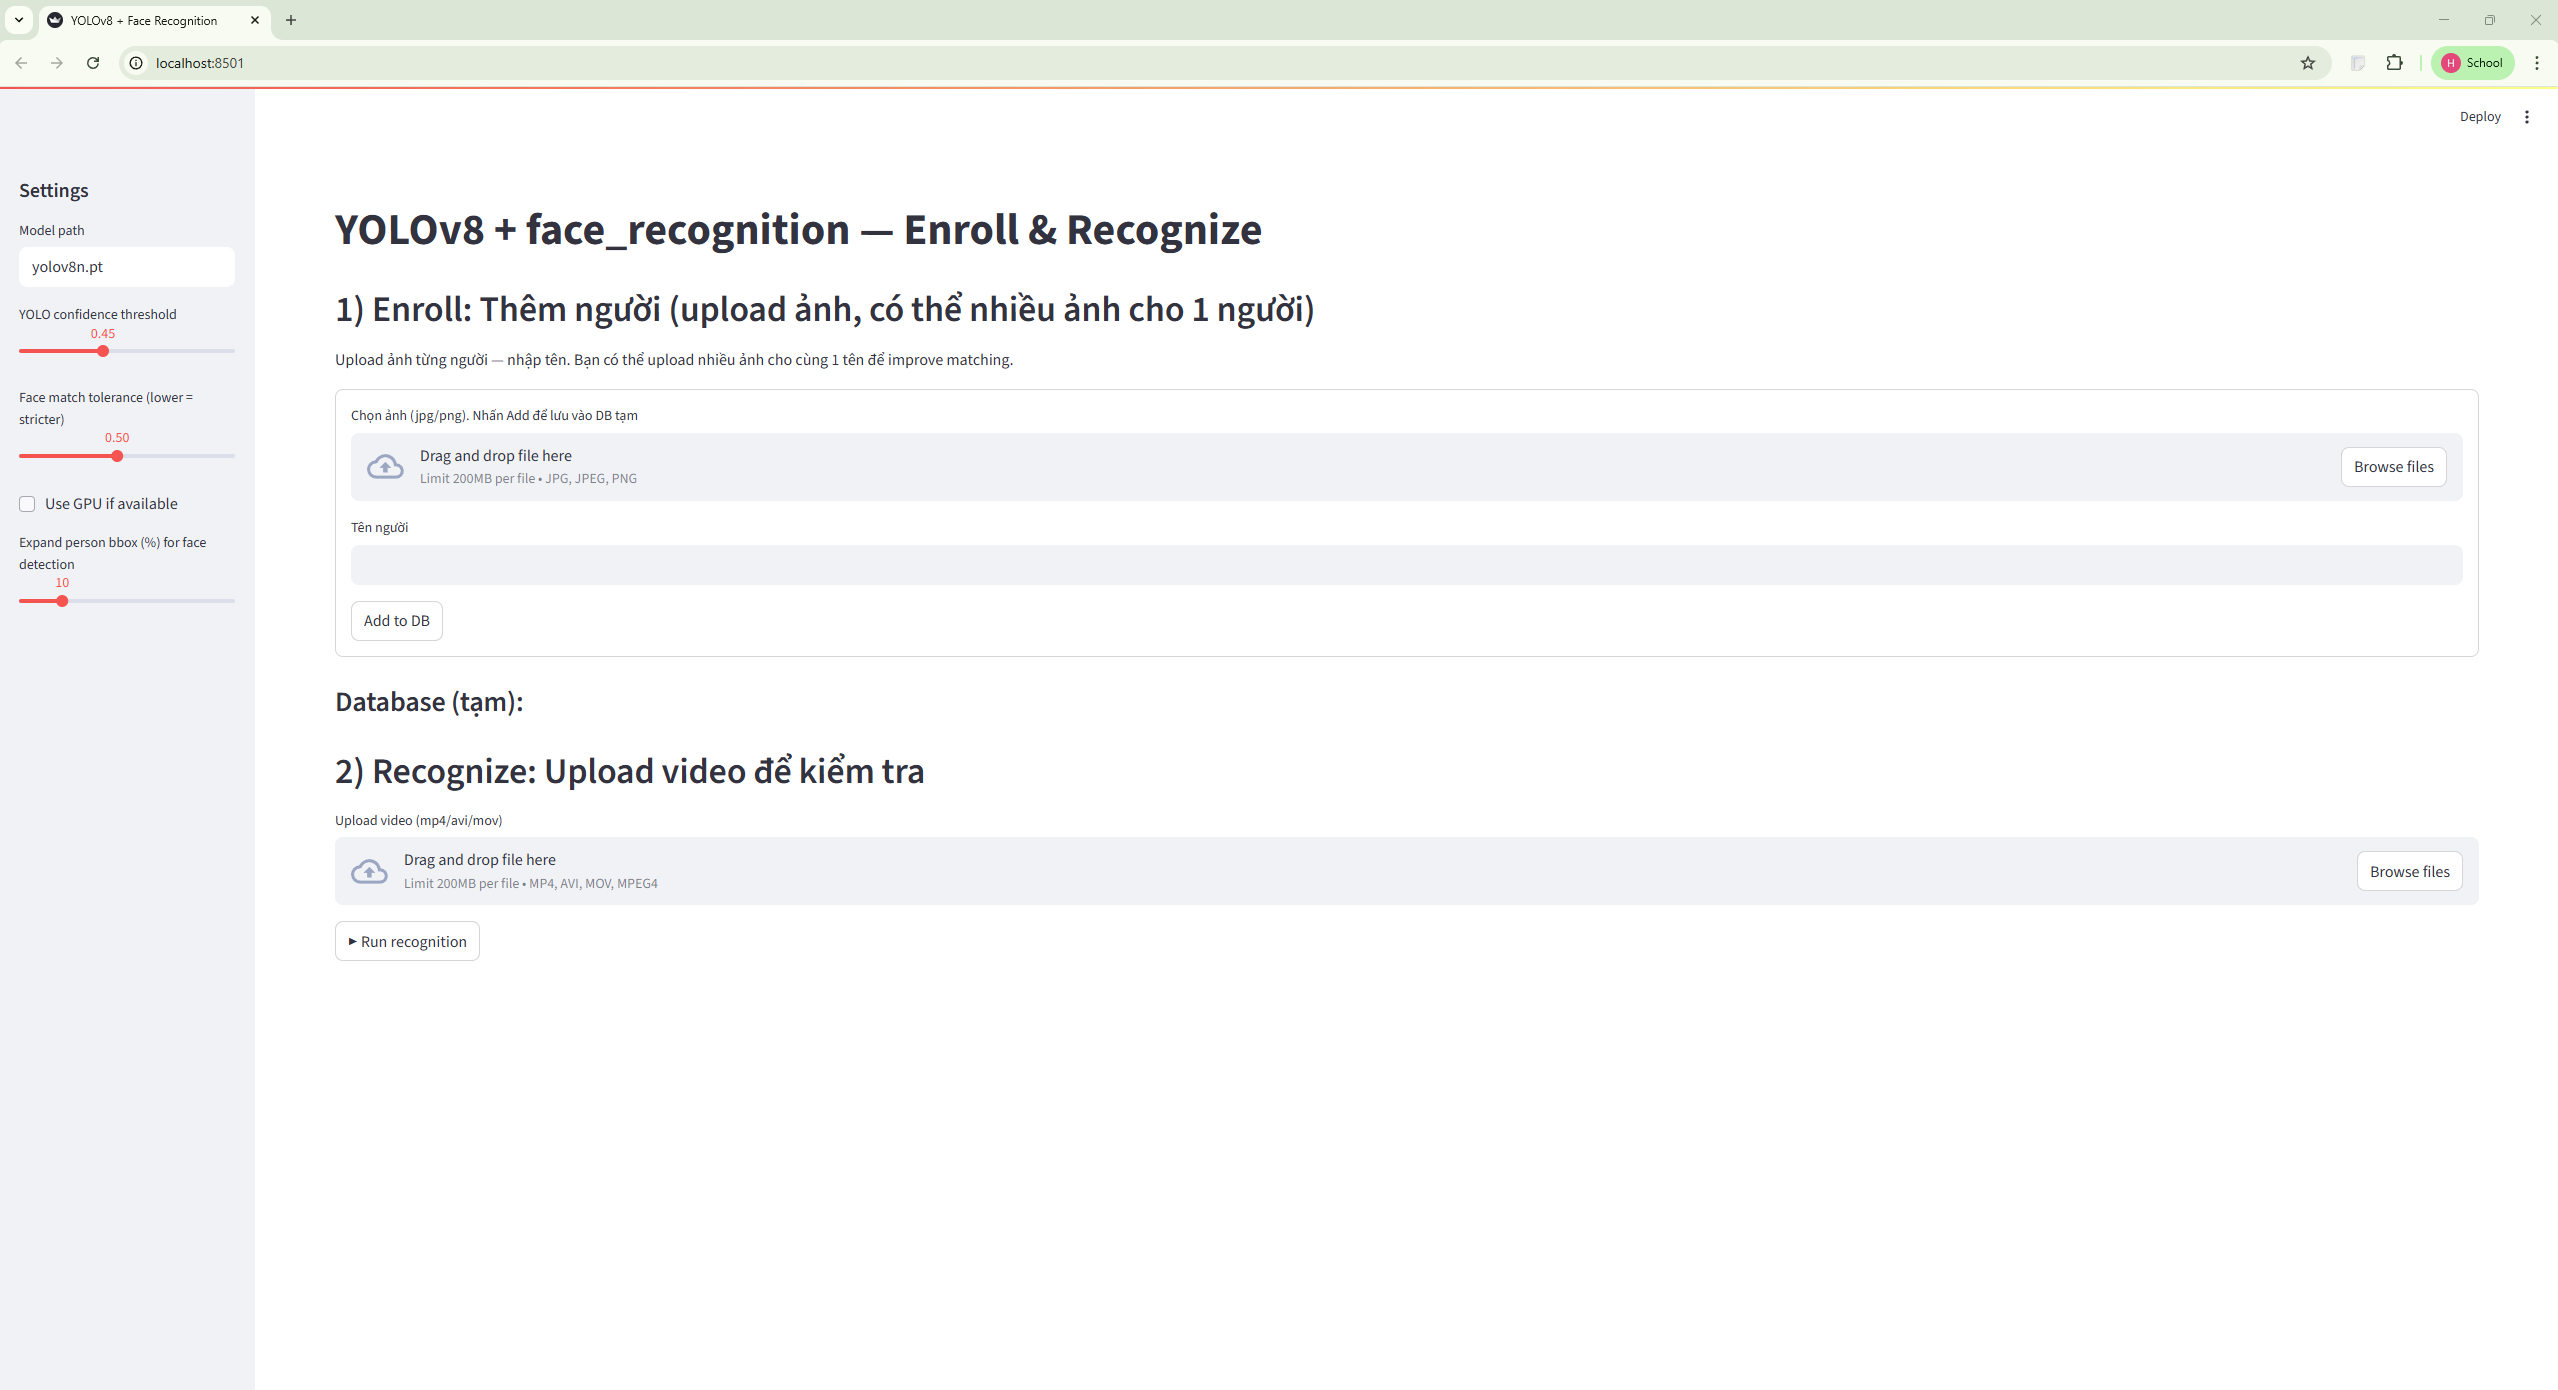 YOLOv8 + Face Recognition
localhost:8501
H
School
Deploy
Settings
Model path
yolov8n.pt
YOLO confidence threshold
0.45
Face match tolerance (lower =
stricter)
0.50
Use GPU if available
Expand person bbox (%) for face
detection
10
YOLOv8 + face_recognition — Enroll & Recognize
1) Enroll: Thêm người (upload ảnh, có thể nhiều ảnh cho 1 người)
Upload ảnh từng người — nhập tên. Bạn có thể upload nhiều ảnh cho cùng 1 tên để improve matching.
Chọn ảnh (jpg/png). Nhấn Add để lưu vào DB tạm
Drag and drop file here
Limit 200MB per file • JPG, JPEG, PNG
Browse files
Tên người
Add to DB
Database (tạm):
2) Recognize: Upload video để kiểm tra
Upload video (mp4/avi/mov)
Drag and drop file here
Limit 200MB per file • MP4, AVI, MOV, MPEG4
Browse files
Run recognition